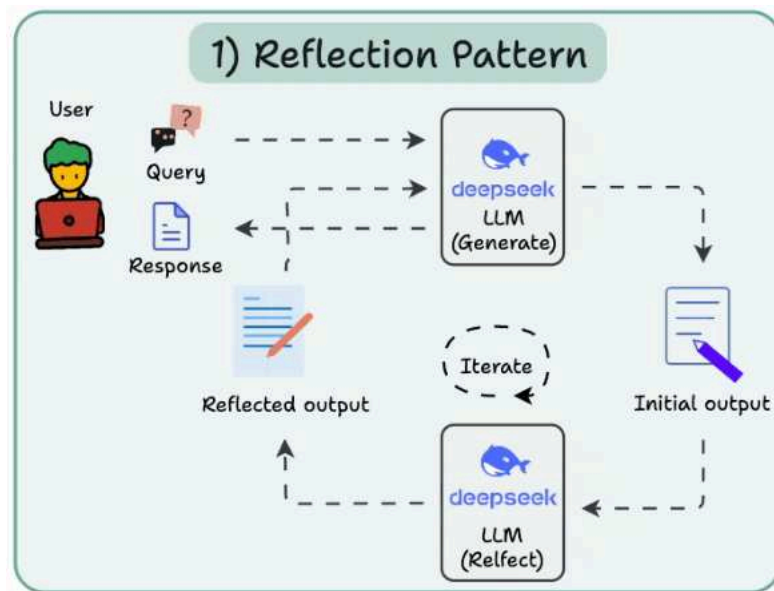 1) Reflection Pattern
User
?
Query
Response
deepseek
LLM
(Generate)
Reflected output
Iterate
Initial output
deepseek
LLM
(Relfect)